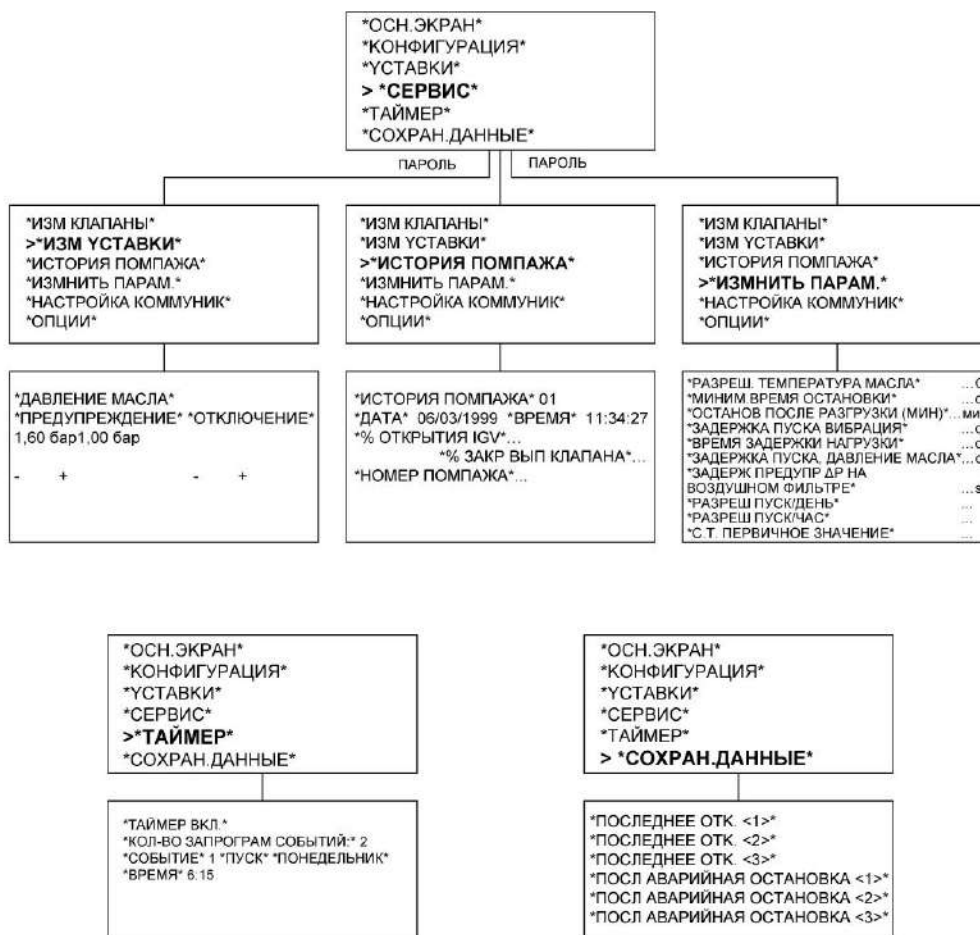 *ОСН.ЭКРАН*
*КОНФИГУРАЦИЯ*
*YСТАВКИ*
> *СЕРВИС*
*ТАЙМЕР*
*СОХРАН.ДАННЫЕ*
ПАРОЛЬ ПАРОЛЬ
*ИЗМ КЛАПАНЫ*
>*ИЗМ YСТАВКИ*
*ИСТОРИЯ ПОМПАЖА*
*ИЗМНИТЬ ПАРАМ.*
*НАСТРОЙКА КОММУНИК*
*ОПЦИИ*
*ИЗМ КЛАПАНЫ*
*ИЗМ YСТАВКИ*
>*ИСТОРИЯ ПОМПАЖА*
*ИЗМНИТЬ ПАРАМ.*
*НАСТРОЙКА КОММУНИК*
*ОПЦИИ*
*ИЗМ КЛАПАНЫ*
*ИЗМ YСТАВКИ*
*ИСТОРИЯ ПОМПАЖА*
>*ИЗМНИТЬ ПАРАМ.*
*НАСТРОЙКА КОММУНИК*
*ОПЦИИ*
*ДАВЛЕНИЕ МАСЛА*
*ПРЕДУПРЕЖДЕНИЕ* *ОТКЛЮЧЕНИЕ*
1,60 бар1,00 бар
- + - +
*ИСТОРИЯ ПОМПАЖА* 01
*ДАТА* 06/03/1999 *ВРЕМЯ* 11:34:27
*% ОТКРЫТИЯ IGV*...
*% ЗАКР ВЫП КЛАПАНА*...
*НОМЕР ПОМПАЖА*...
*РАЗРЕШ. ТЕМПЕРАТУРА МАСЛА* ...
*МИНИМ ВРЕМЯ ОСТАНОВКИ* ...с
*ОСТАНОВ ПОСЛЕ РАЗГРУЗКИ (МИН)*...ми
*ЗАДЕРЖКА ПУСКА ВИБРАЦИЯ* ...с
*ВРЕМЯ ЗАДЕРЖКИ НАГРУЗКИ* ...с
*ЗАДЕРЖКА ПУСКА, ДАВЛЕНИЕ МАСЛА*...с
*ЗАДЕРЖ ПРЕДУПР ΔP НА
ВОЗДУШНОМ ФИЛЬТРЕ* ...s
*РАЗРЕШ ПУСК/ДЕНЬ* ...
*РАЗРЕШ ПУСК/ЧАС* ...
*С.Т. ПЕРВИЧНОЕ ЗНАЧЕНИЕ* ...
*ОСН.ЭКРАН*
*КОНФИГУРАЦИЯ*
*YСТАВКИ*
*СЕРВИС*
>*ТАЙМЕР*
*СОХРАН.ДАННЫЕ*
*ТАЙМЕР ВКЛ.*
*КОЛ-ВО ЗАПРОГРАМ СОБЫТИЙ:* 2
*СОБЫТИЕ* 1 *ПУСК* *ПОНЕДЕЛЬНИК*
*ВРЕМЯ* 6:15
*ОСН.ЭКРАН*
*КОНФИГУРАЦИЯ*
*YСТАВКИ*
*СЕРВИС*
*ТАЙМЕР*
> *СОХРАН.ДАННЫЕ*
*ПОСЛЕДНЕЕ ОТК. <1>*
*ПОСЛЕДНЕЕ ОТК. <2>*
*ПОСЛЕДНЕЕ ОТК. <3>*
*ПОСЛ АВАРИЙНАЯ ОСТАНОВКА <1>*
*ПОСЛ АВАРИЙНАЯ ОСТАНОВКА <2>*
*ПОСЛ АВАРИЙНАЯ ОСТАНОВКА <3>*